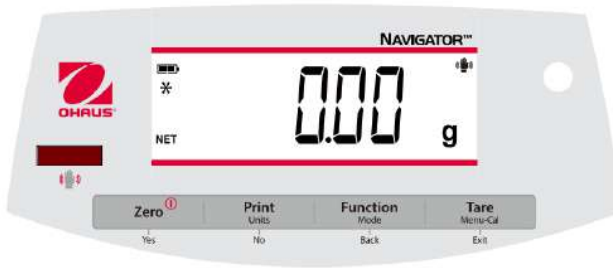 NAVIGATOR™
OHAUS®
*
NET
0.00
g
Zero
Print
Units
Function
Mode
Tare
Menu-Cal
Yes
No
Back
Exit